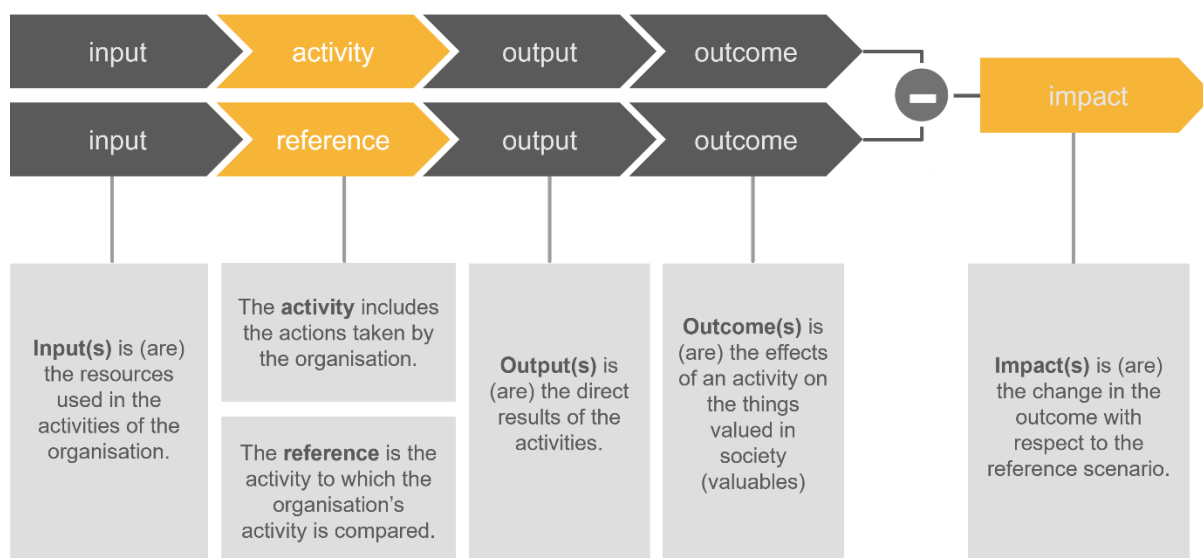 input
activity
output
outcome
impact
input
reference
output
outcome
Input(s) is (are)
the resources
used in the
activities of the
organisation.
The activity includes
the actions taken by
the organisation.
The reference is the
activity to which the
organisation's
activity is compared.
Output(s) is
(are) the direct
results of the
activities.
Outcome(s) is
(are) the effects
of an activity on
the things
valued in
society
(valuables)
Impact(s) is (are)
the change in the
outcome with
respect to the
reference scenario.